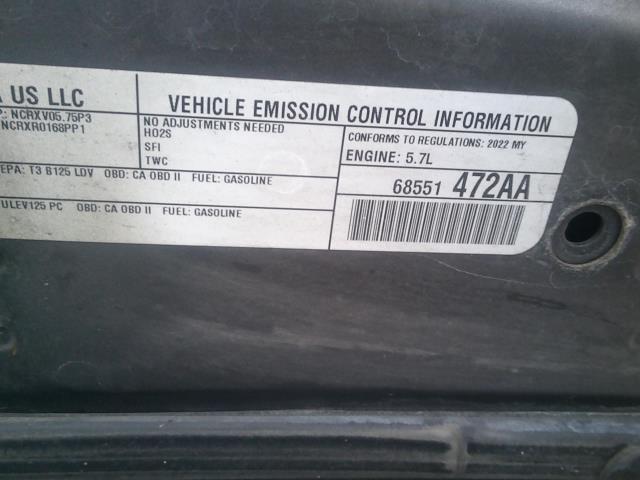 A US LLC
P: NCRXV05.75P3
NCRXR0168PP1
VEHICLE EMISSION CONTROL INFORMATION
NO ADJUSTMENTS NEEDED
HO2S
SFI
TWC
CONFORMS TO REGULATIONS: 2022 MY
ENGINE: 5.7L
EPA: T3 B125 LDV OBD: CA OBD II FUEL: GASOLINE
ULEV125 PC OBD: CA OBD II FUEL: GASOLINE
68551 472AA